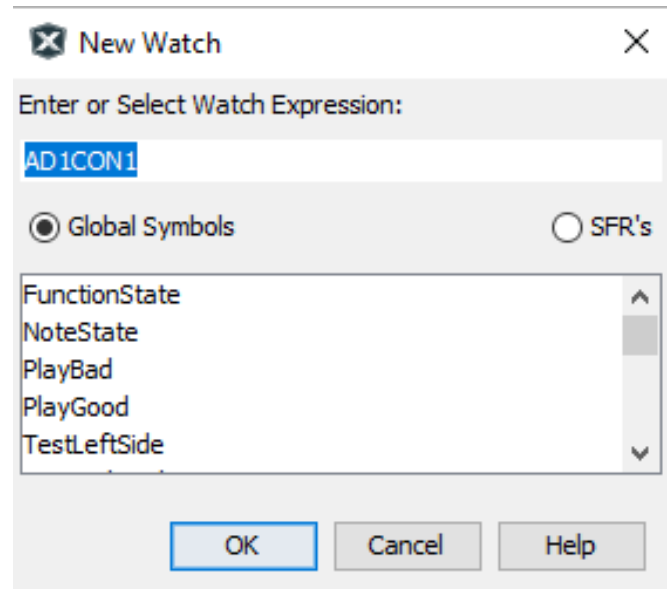 New Watch
Enter or Select Watch Expression:
AD1CON1
Global Symbols SFR's
FunctionState
NoteState
PlayBad
PlayGood
TestLeftSide
OK Cancel Help